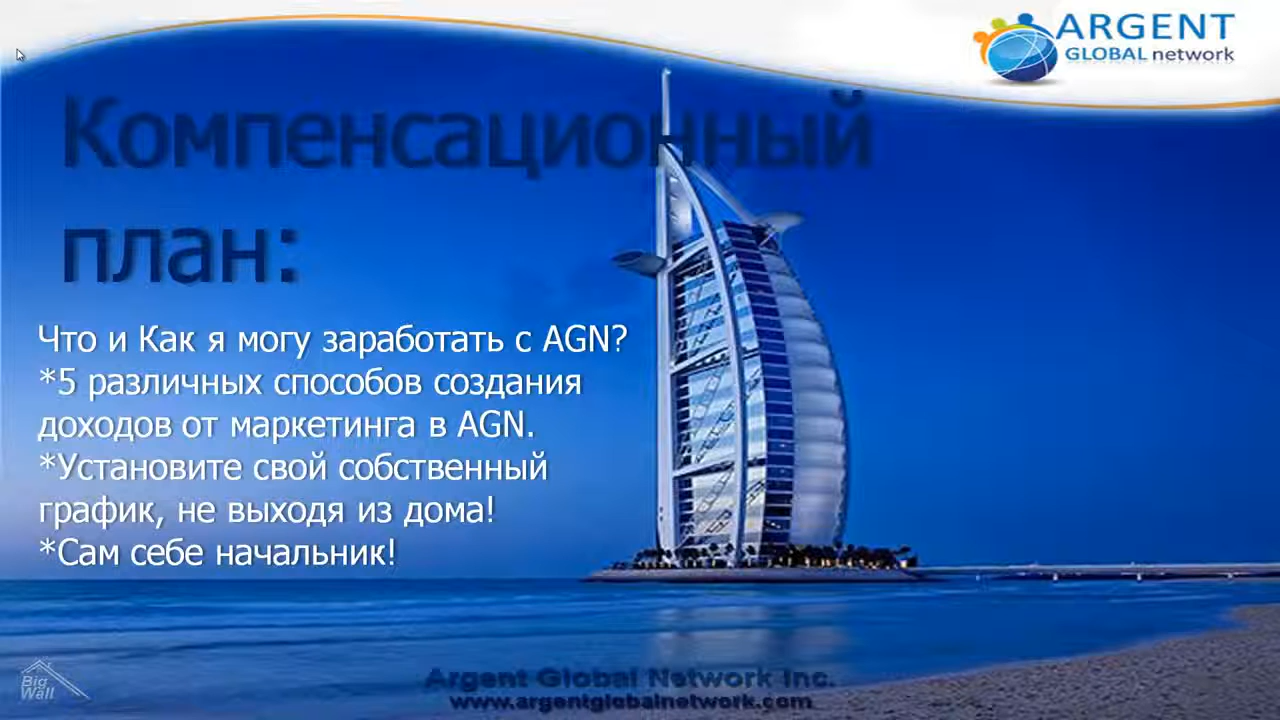 ARGENT
GLOBAL network
Компенсационный
план:
Что и Как я могу заработать с AGN?
*5 различных способов создания
доходов от маркетинга в AGN.
*Установите свой собственный
график, не выходя из дома!
*Сам себе начальник!
Big
Wall
Argent Global Network Inc.
www.argentglobalnetwork.com